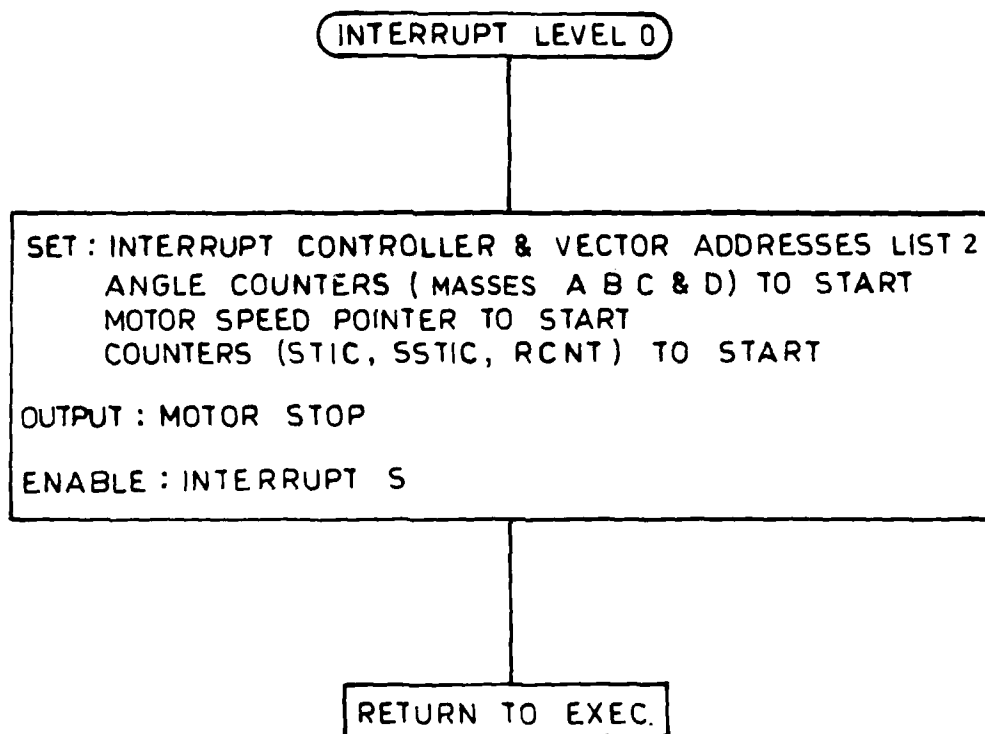 INTERRUPT LEVEL 0
SET : INTERRUPT CONTROLLER & VECTOR ADDRESSES LIST 2
ANGLE COUNTERS ( MASSES A B C & D) TO START
MOTOR SPEED POINTER TO START
COUNTERS (STIC, SSTIC, RCNT) TO START
OUTPUT : MOTOR STOP
ENABLE : INTERRUPT S
RETURN TO EXEC.